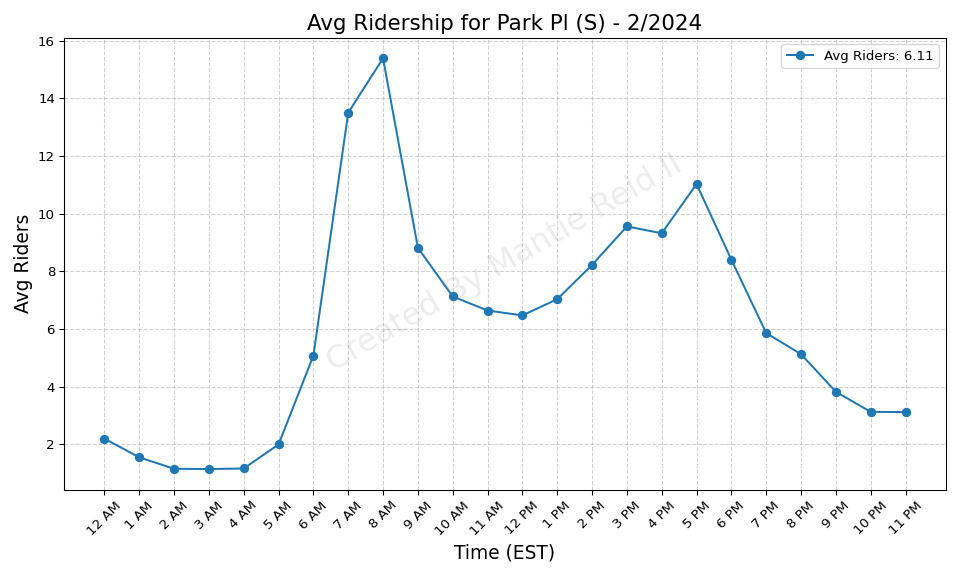 Avg Ridership for Park Pl (S) - 2/2024
Avg Riders: 6.11
Avg Riders
16
14
12
10
8
6
4
2
Created By Mantie Reid II
12 AM
1 AM
2 AM
3 AM
4 AM
5 AM
6 AM
7 AM
8 AM
9 AM
10 AM
11 AM
12 PM
1 PM
2 PM
3 PM
4 PM
5 PM
6 PM
7 PM
8 PM
9 PM
10 PM
11 PM
Time (EST)